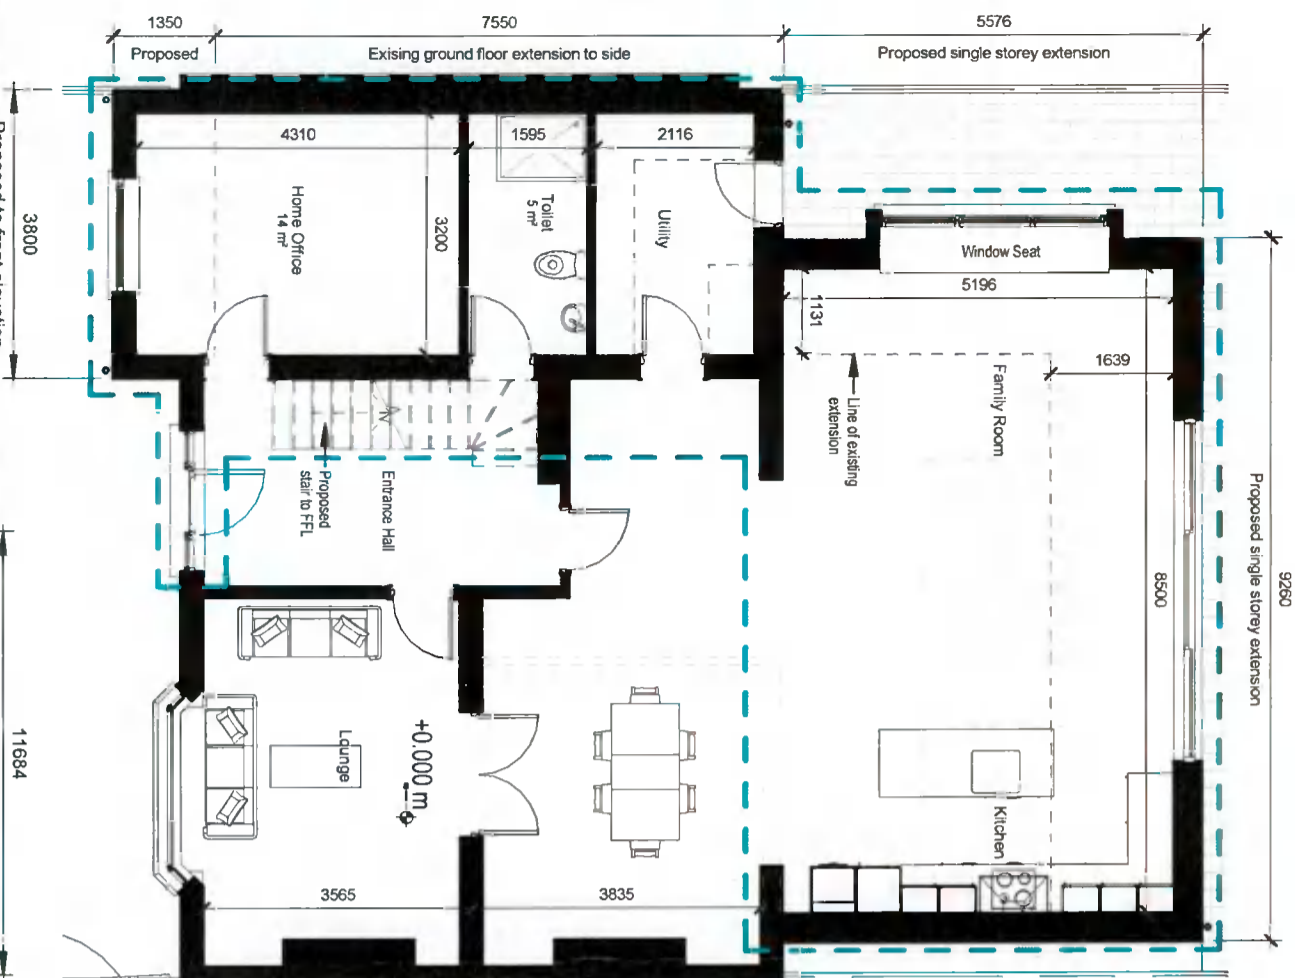 1350
7550
5576
Proposed
Exising ground floor extension to side
Proposed single storey extension
4310
1595
2116
3800
Home Office
14 m²
3200
Toilet
5 m²
Utility
Window Seat
5196
1131
1639
Family Room
Line of existing
extension
Proposed
stair to FFL
Entrance Hall
Proposed single storey extension
9260
8500
11684
Lounge
+0.000 m
Kitchen
3565
3835